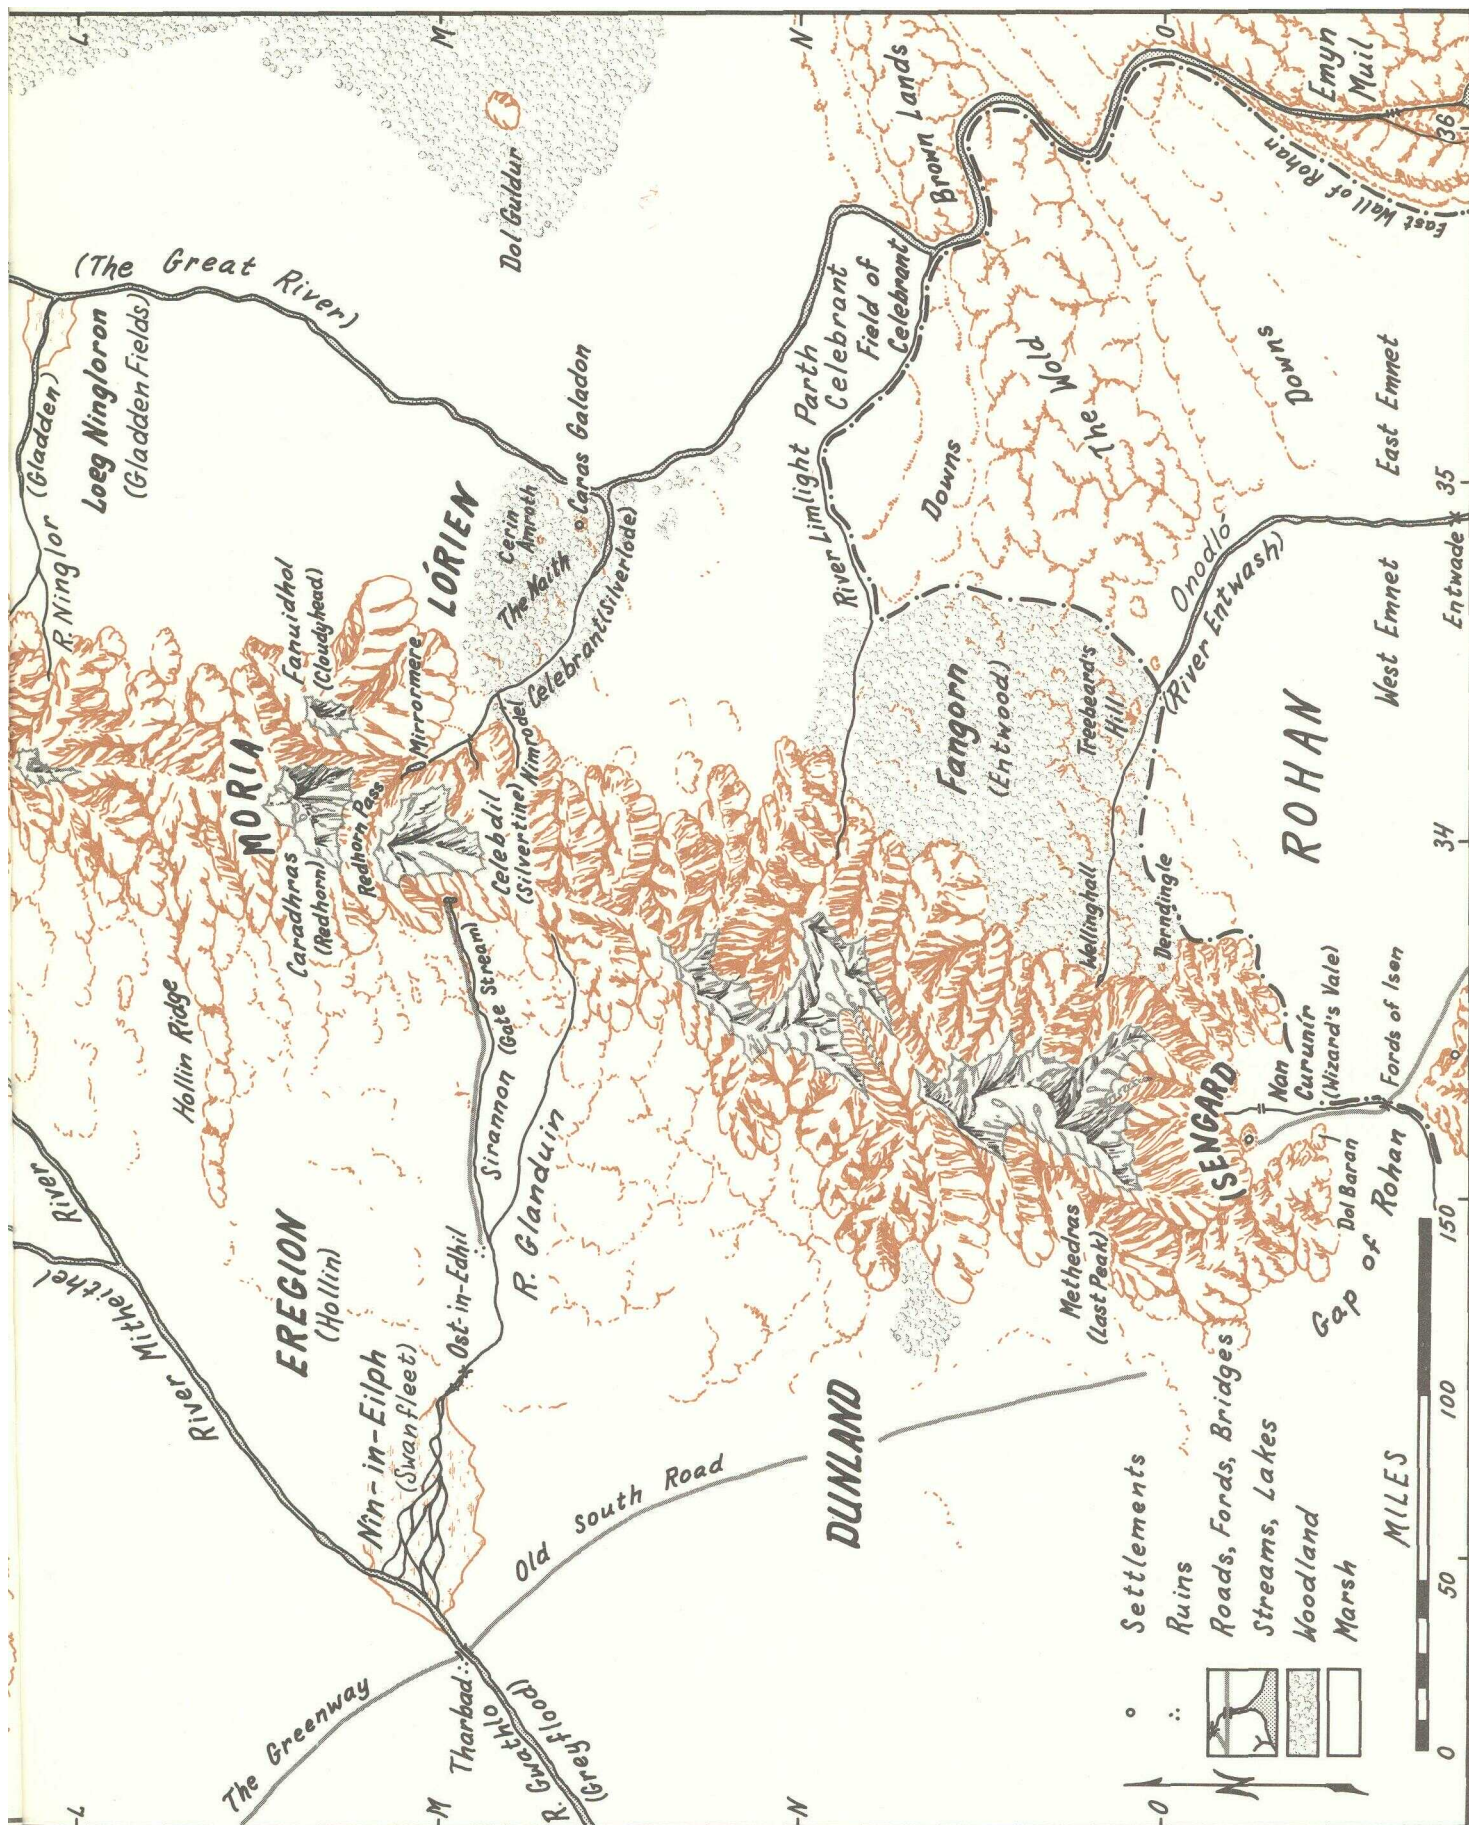 L
M
N
O
L
M
N
O
34
35
36
(The Great
River)
Loeg Ningloron
(Gladden Fields)
R. Ninglor (Gladden)
Dol Guldur
Brown Lands
Emyn
Muil
East Wall of Rohan
Parth
Celebrant
Field of
Celebrant
River Limlight
The Wold
Downs
Downs
East Emnet
West Emnet
Entwade
Onodló-
(River Entwash)
LÓRIEN
Cerin
Amroth
The Naith
Caras Galadon
Celebrant (Silverlode)
Nimrodel
Mirrormere
Fanuidhol
(Cloudyhead)
MORIA
Caradhras
(Redhorn)
Redhorn Pass
Celebdil
(Silvertine)
Hollin Ridge
Sirannon (Gate Stream)
R. Glanduin
Fangorn
(Entwood)
Treebeard's
Hill
Wellinghall
Derndingle
ROHAN
Nan
Curunír
(Wizard's Vale)
Fords of Isen
ISENGARD
Dol Baran
Gap of Rohan
Methedras
(Last Peak)
River
River Mitheithel
EREGION
(Hollin)
Ost-in-Edhil
Nîn-in-Eilph
(Swanfleet)
Old South Road
DUNLAND
The Greenway
Tharbad
R. Gwathlo
(Greyflood)
Settlements
Ruins
Roads, Fords, Bridges
Streams, Lakes
Woodland
Marsh
N
MILES
0 50 100 150